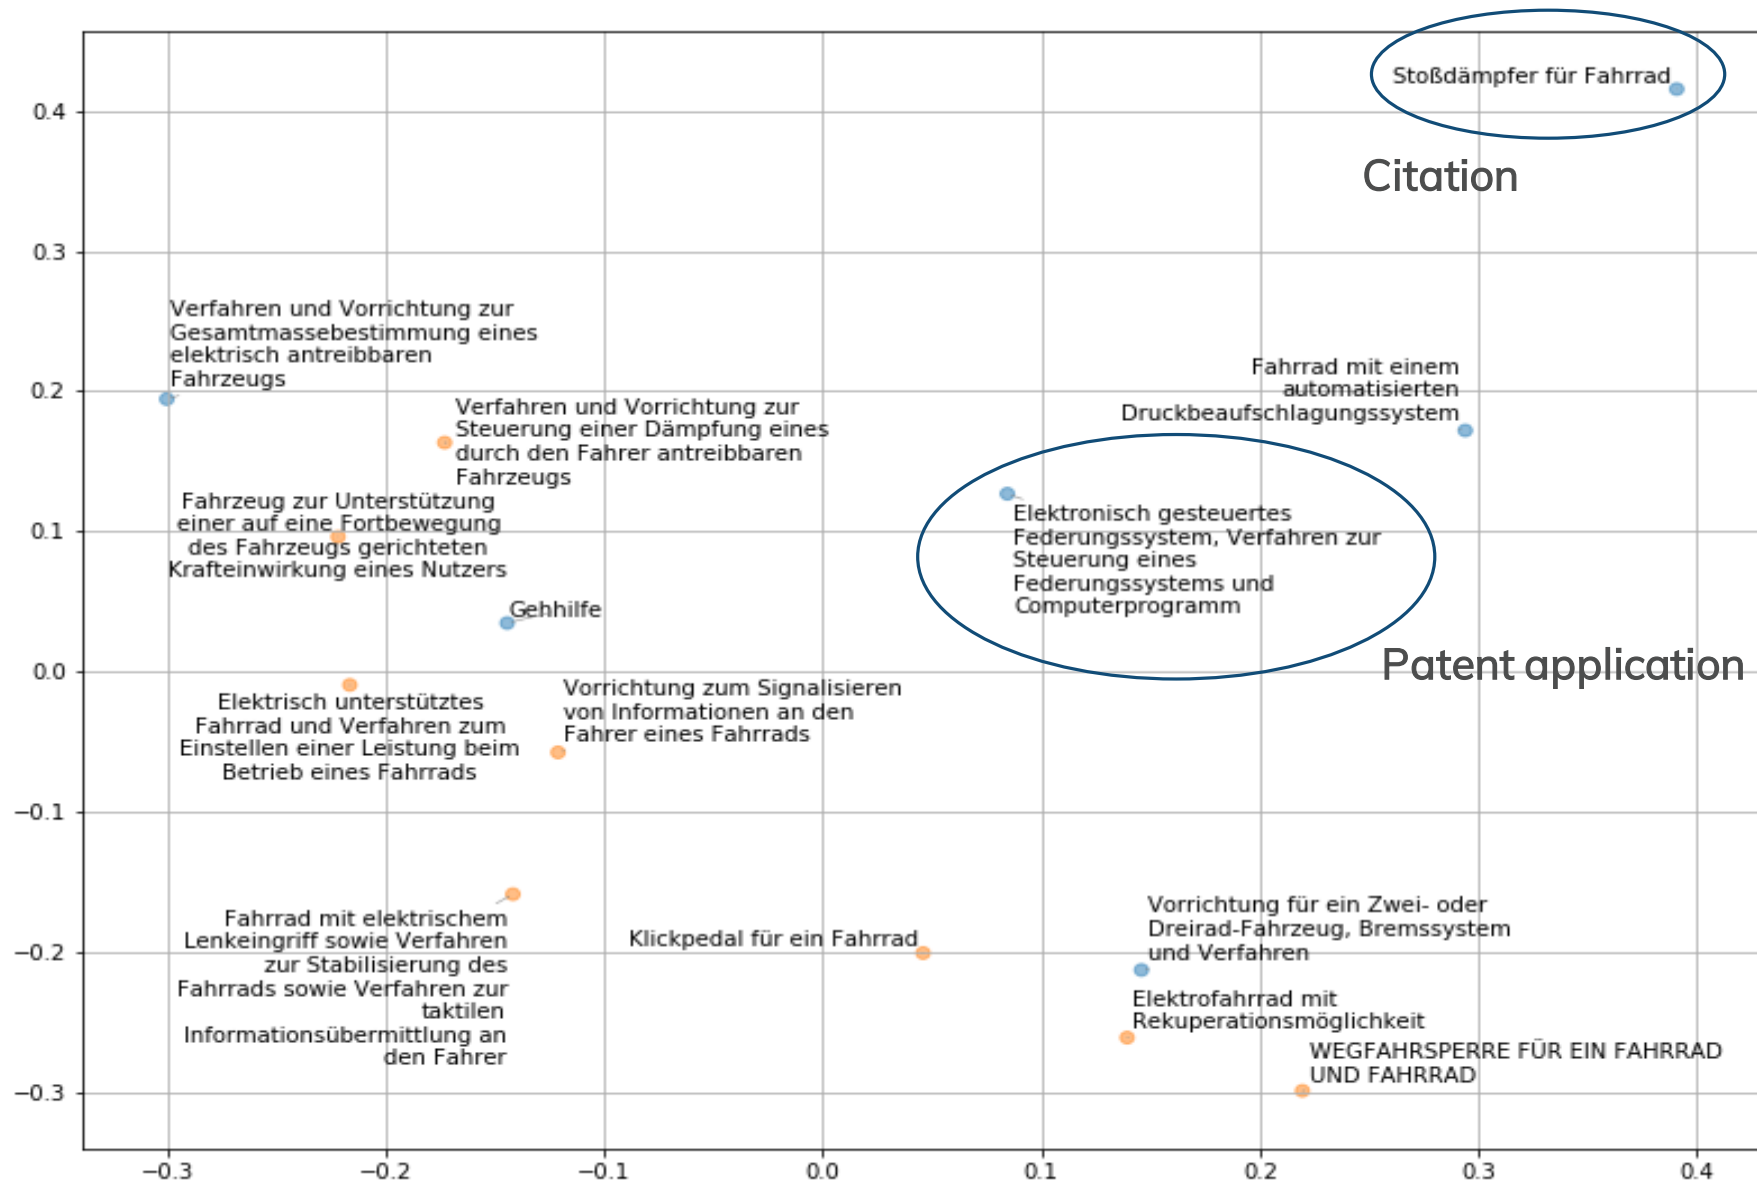 Stoßdämpfer für Fahrrad
Citation
0.4
0.3
Verfahren und Vorrichtung zur
Gesamtmassebestimmung eines
elektrisch antreibbaren
Fahrzeugs
Fahrrad mit einem
automatisierten
Druckbeaufschlagungssystem
0.2
Verfahren und Vorrichtung zur
Steuerung einer Dämpfung eines
durch den Fahrer antreibbaren
Fahrzeugs
Fahrzeug zur Unterstützung
einer auf eine Fortbewegung
des Fahrzeugs gerichteten
Krafteinwirkung eines Nutzers
Elektronisch gesteuertes
Federungssystem, Verfahren zur
Steuerung eines
Federungssystems und
Computerprogramm
0.1
Gehhilfe
Patent application
0.0
Elektrisch unterstütztes
Fahrrad und Verfahren zum
Einstellen einer Leistung beim
Betrieb eines Fahrrads
Vorrichtung zum Signalisieren
von Informationen an den
Fahrer eines Fahrrads
−0.1
Fahrrad mit elektrischem
Lenkeingriff sowie Verfahren
zur Stabilisierung des
Fahrrads sowie Verfahren zur
taktilen
Informationsübermittlung an
den Fahrer
Klickpedal für ein Fahrrad
Vorrichtung für ein Zwei- oder
Dreirad-Fahrzeug, Bremssystem
und Verfahren
−0.2
Elektrofahrrad mit
Rekuperationsmöglichkeit
WEGFAHRSPERRE FÜR EIN FAHRRAD
UND FAHRRAD
−0.3
−0.3 −0.2 −0.1 0.0 0.1 0.2 0.3 0.4